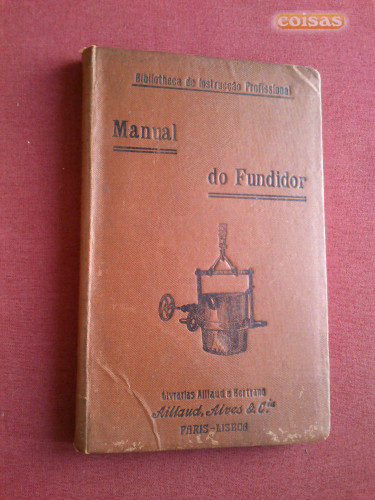 coisas
Bibliotheca de Instrucção Profissional
Manual
do Fundidor
Livrarias Aillaud e Bertrand
Aillaud, Alves & Cia
PARIS-LISBOA